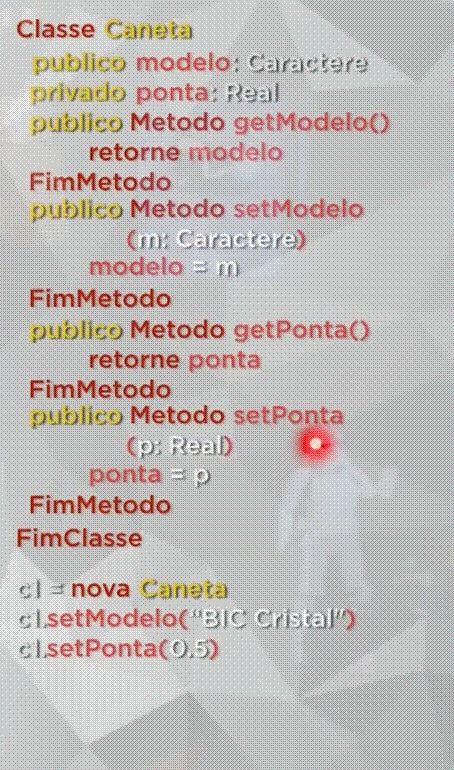 Classe Caneta
publico modelo: Caractere
privado ponta: Real
publico Metodo getModelo()
retorne modelo
FimMetodo
publico Metodo setModelo
(m: Caractere)
modelo = m
FimMetodo
publico Metodo getPonta()
retorne ponta
FimMetodo
publico Metodo setPonta
(p: Real)
ponta = p
FimMetodo
FimClasse
c1 = nova Caneta
c1.setModelo("BIC Cristal")
c1.setPonta(0.5)